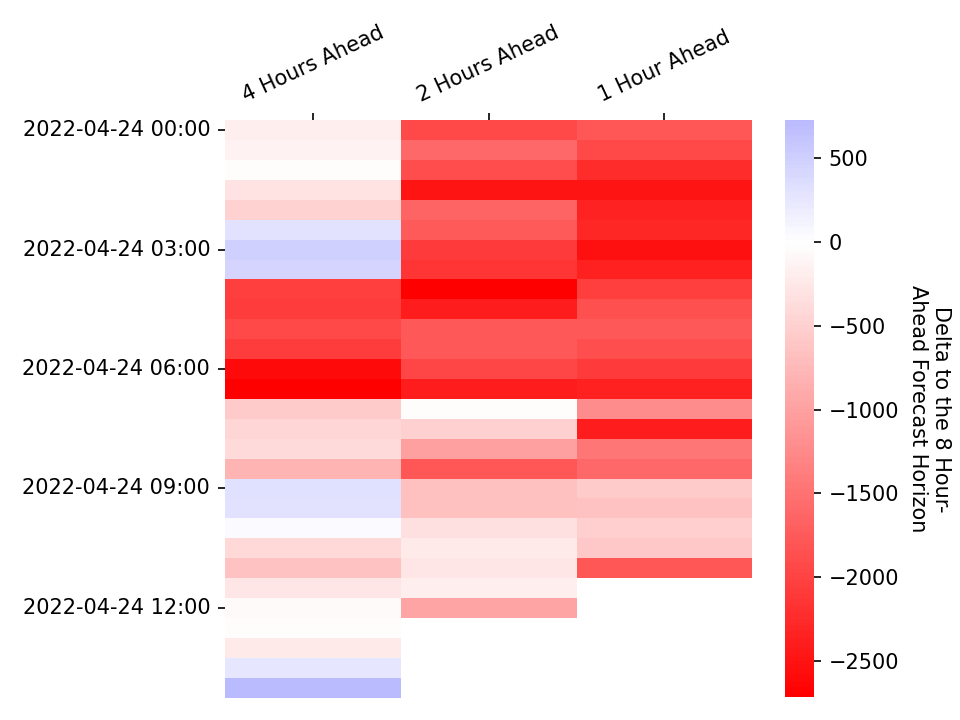 4 Hours Ahead
2 Hours Ahead
1 Hour Ahead
2022-04-24 00:00
2022-04-24 03:00
2022-04-24 06:00
2022-04-24 09:00
2022-04-24 12:00
500
0
−500
−1000
−1500
−2000
−2500
Delta to the 8 Hour-
Ahead Forecast Horizon